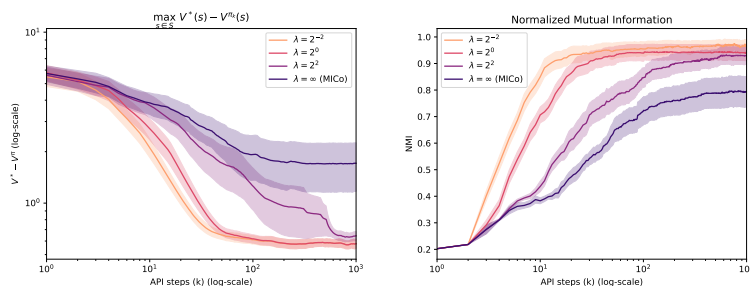 max V*(s) − V^{π_k}(s)
s ∈ S
10^1
10^0
V* − V^π (log-scale)
λ = 2^{−2}
λ = 2^0
λ = 2^2
λ = ∞ (MICo)
10^0
10^1
10^2
10^3
API steps (k) (log-scale)
Normalized Mutual Information
1.0
0.9
0.8
0.7
0.6
0.5
0.4
0.3
0.2
NMI
λ = 2^{−2}
λ = 2^0
λ = 2^2
λ = ∞ (MICo)
10^0
10^1
10^2
10
API steps (k) (log-scale)